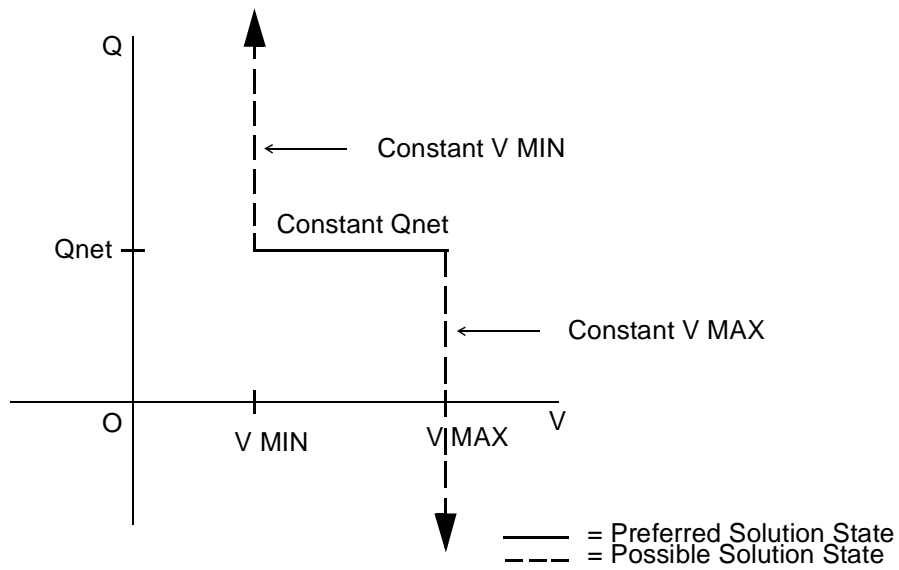 Q
Constant V MIN
Constant Qnet
Qnet
Constant V MAX
O
V MIN
V MAX
V
= Preferred Solution State
= Possible Solution State